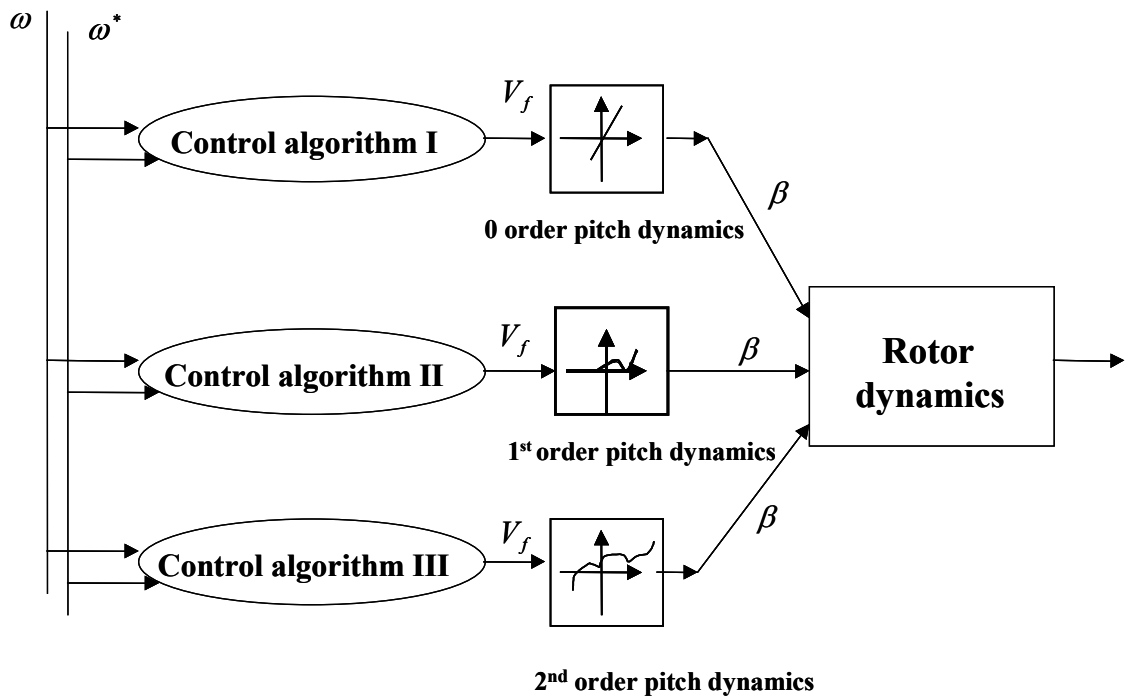 ω
ω*
V_f
Control algorithm I
β
0 order pitch dynamics
V_f
β
Control algorithm II
Rotor
dynamics
1st order pitch dynamics
V_f
β
Control algorithm III
2nd order pitch dynamics